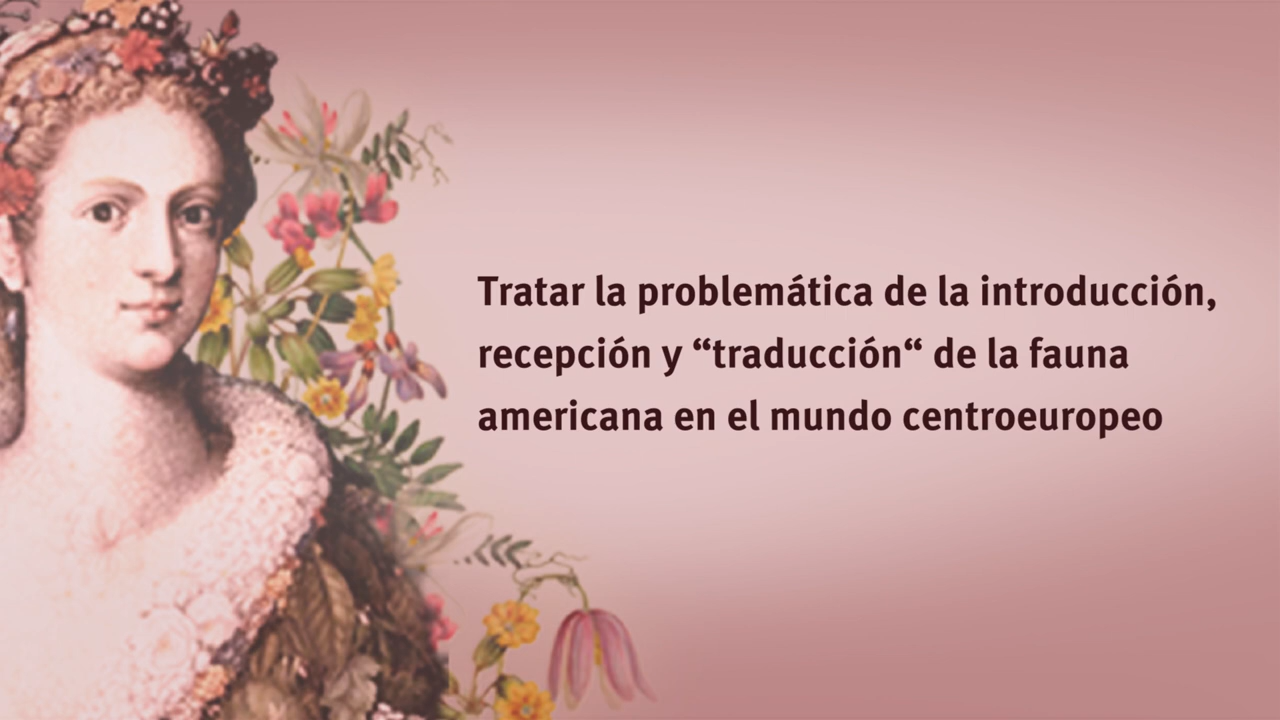 Tratar la problemática de la introducción,
recepción y “traducción“ de la fauna
americana en el mundo centroeuropeo